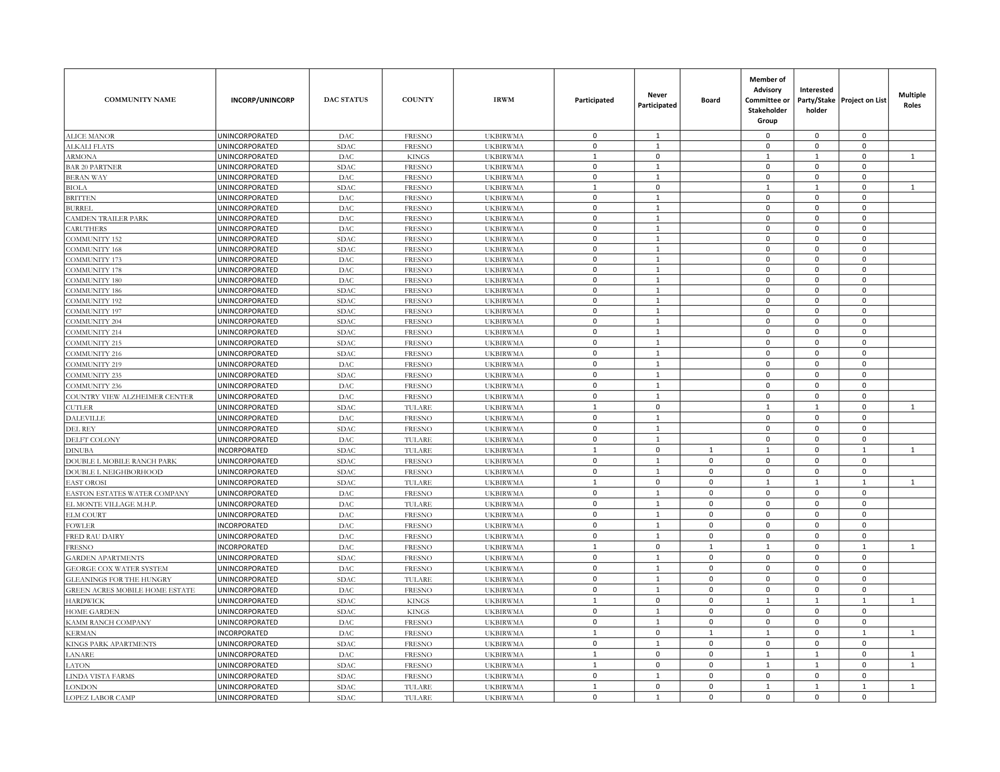 COMMUNITY NAME INCORP/UNINCORP DAC STATUS COUNTY IRWM Participated Never Participated Board Member of Advisory Committee or Stakeholder Group Interested Party/Stake holder Project on List Multiple Roles
ALICE MANOR UNINCORPORATED DAC FRESNO UKBIRWMA 0 1 0 0 0
ALKALI FLATS UNINCORPORATED SDAC FRESNO UKBIRWMA 0 1 0 0 0
ARMONA UNINCORPORATED DAC KINGS UKBIRWMA 1 0 1 1 0 1
BAR 20 PARTNER UNINCORPORATED SDAC FRESNO UKBIRWMA 0 1 0 0 0
BERAN WAY UNINCORPORATED DAC FRESNO UKBIRWMA 0 1 0 0 0
BIOLA UNINCORPORATED SDAC FRESNO UKBIRWMA 1 0 1 1 0 1
BRITTEN UNINCORPORATED DAC FRESNO UKBIRWMA 0 1 0 0 0
BURREL UNINCORPORATED DAC FRESNO UKBIRWMA 0 1 0 0 0
CAMDEN TRAILER PARK UNINCORPORATED DAC FRESNO UKBIRWMA 0 1 0 0 0
CARUTHERS UNINCORPORATED DAC FRESNO UKBIRWMA 0 1 0 0 0
COMMUNITY 152 UNINCORPORATED SDAC FRESNO UKBIRWMA 0 1 0 0 0
COMMUNITY 168 UNINCORPORATED SDAC FRESNO UKBIRWMA 0 1 0 0 0
COMMUNITY 173 UNINCORPORATED DAC FRESNO UKBIRWMA 0 1 0 0 0
COMMUNITY 178 UNINCORPORATED DAC FRESNO UKBIRWMA 0 1 0 0 0
COMMUNITY 180 UNINCORPORATED DAC FRESNO UKBIRWMA 0 1 0 0 0
COMMUNITY 186 UNINCORPORATED SDAC FRESNO UKBIRWMA 0 1 0 0 0
COMMUNITY 192 UNINCORPORATED SDAC FRESNO UKBIRWMA 0 1 0 0 0
COMMUNITY 197 UNINCORPORATED SDAC FRESNO UKBIRWMA 0 1 0 0 0
COMMUNITY 204 UNINCORPORATED SDAC FRESNO UKBIRWMA 0 1 0 0 0
COMMUNITY 214 UNINCORPORATED SDAC FRESNO UKBIRWMA 0 1 0 0 0
COMMUNITY 215 UNINCORPORATED SDAC FRESNO UKBIRWMA 0 1 0 0 0
COMMUNITY 216 UNINCORPORATED SDAC FRESNO UKBIRWMA 0 1 0 0 0
COMMUNITY 219 UNINCORPORATED DAC FRESNO UKBIRWMA 0 1 0 0 0
COMMUNITY 235 UNINCORPORATED SDAC FRESNO UKBIRWMA 0 1 0 0 0
COMMUNITY 236 UNINCORPORATED DAC FRESNO UKBIRWMA 0 1 0 0 0
COUNTRY VIEW ALZHEIMER CENTER UNINCORPORATED DAC FRESNO UKBIRWMA 0 1 0 0 0
CUTLER UNINCORPORATED SDAC TULARE UKBIRWMA 1 0 1 1 0 1
DALEVILLE UNINCORPORATED DAC FRESNO UKBIRWMA 0 1 0 0 0
DEL REY UNINCORPORATED SDAC FRESNO UKBIRWMA 0 1 0 0 0
DELFT COLONY UNINCORPORATED DAC TULARE UKBIRWMA 0 1 0 0 0
DINUBA INCORPORATED SDAC TULARE UKBIRWMA 1 0 1 1 0 1 1
DOUBLE L MOBILE RANCH PARK UNINCORPORATED SDAC FRESNO UKBIRWMA 0 1 0 0 0 0
DOUBLE L NEIGHBORHOOD UNINCORPORATED SDAC FRESNO UKBIRWMA 0 1 0 0 0 0
EAST OROSI UNINCORPORATED SDAC TULARE UKBIRWMA 1 0 0 1 1 1 1
EASTON ESTATES WATER COMPANY UNINCORPORATED DAC FRESNO UKBIRWMA 0 1 0 0 0 0
EL MONTE VILLAGE M.H.P. UNINCORPORATED DAC TULARE UKBIRWMA 0 1 0 0 0 0
ELM COURT UNINCORPORATED DAC FRESNO UKBIRWMA 0 1 0 0 0 0
FOWLER INCORPORATED DAC FRESNO UKBIRWMA 0 1 0 0 0 0
FRED RAU DAIRY UNINCORPORATED DAC FRESNO UKBIRWMA 0 1 0 0 0 0
FRESNO INCORPORATED DAC FRESNO UKBIRWMA 1 0 1 1 0 1 1
GARDEN APARTMENTS UNINCORPORATED SDAC FRESNO UKBIRWMA 0 1 0 0 0 0
GEORGE COX WATER SYSTEM UNINCORPORATED DAC FRESNO UKBIRWMA 0 1 0 0 0 0
GLEANINGS FOR THE HUNGRY UNINCORPORATED SDAC TULARE UKBIRWMA 0 1 0 0 0 0
GREEN ACRES MOBILE HOME ESTATE UNINCORPORATED DAC FRESNO UKBIRWMA 0 1 0 0 0 0
HARDWICK UNINCORPORATED SDAC KINGS UKBIRWMA 1 0 0 1 1 1 1
HOME GARDEN UNINCORPORATED SDAC KINGS UKBIRWMA 0 1 0 0 0 0
KAMM RANCH COMPANY UNINCORPORATED DAC FRESNO UKBIRWMA 0 1 0 0 0 0
KERMAN INCORPORATED DAC FRESNO UKBIRWMA 1 0 1 1 0 1 1
KINGS PARK APARTMENTS UNINCORPORATED SDAC FRESNO UKBIRWMA 0 1 0 0 0 0
LANARE UNINCORPORATED DAC FRESNO UKBIRWMA 1 0 0 1 1 0 1
LATON UNINCORPORATED SDAC FRESNO UKBIRWMA 1 0 0 1 1 0 1
LINDA VISTA FARMS UNINCORPORATED SDAC FRESNO UKBIRWMA 0 1 0 0 0 0
LONDON UNINCORPORATED SDAC TULARE UKBIRWMA 1 0 0 1 1 1 1
LOPEZ LABOR CAMP UNINCORPORATED SDAC TULARE UKBIRWMA 0 1 0 0 0 0